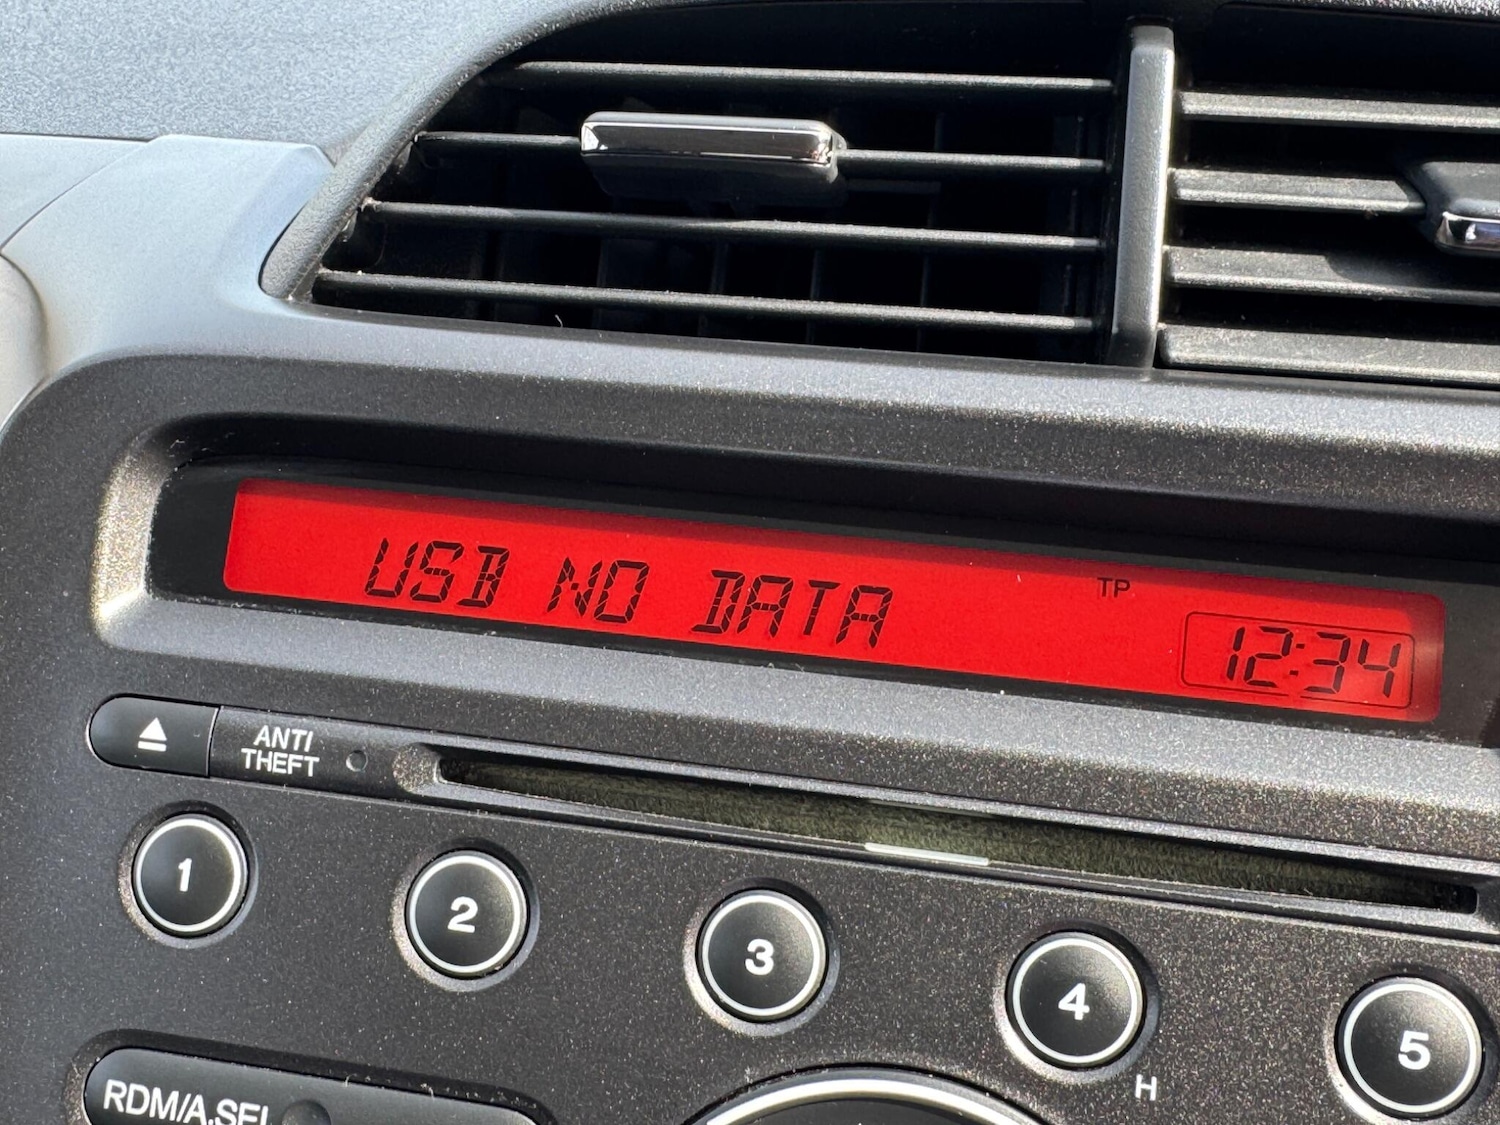 USB NO DATA
TP
12:34
ANTI
THEFT
1
2
3
4
5
H
RDM/A.SEL